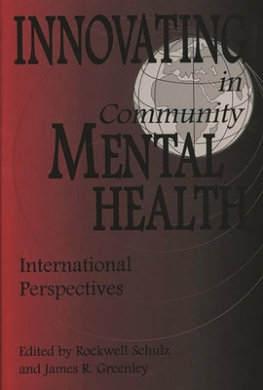 INNOVATING
in
Community
MENTAL
HEALTH
International
Perspectives
Edited by Rockwell Schulz
and James R. Greenley